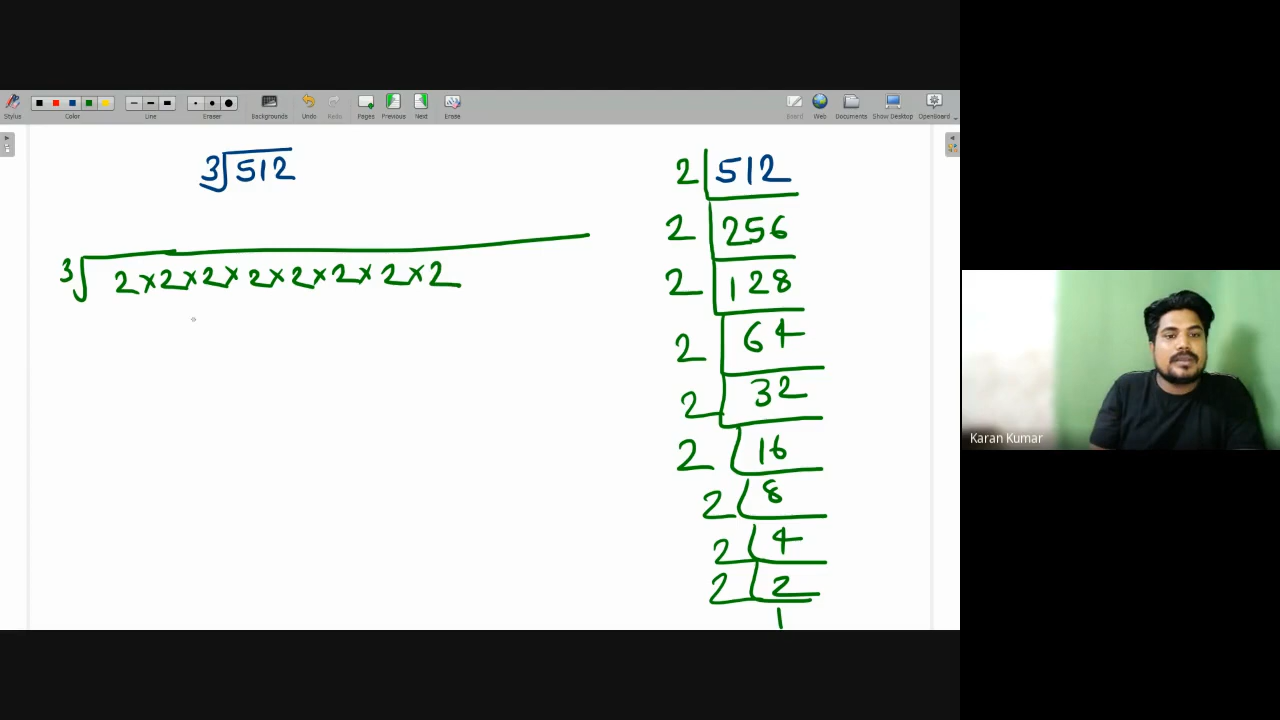 Stylus
Color
Line
Eraser
Backgrounds
Undo
Redo
Pages
Previous
Next
Erase
Board
Web
Documents
Show Desktop
OpenBoard
∛512
∛2×2×2×2×2×2×2×2
2 | 512
2 | 256
2 | 128
2 | 64
2 | 32
2 | 16
2 | 8
2 | 4
2 | 2
1
Karan Kumar